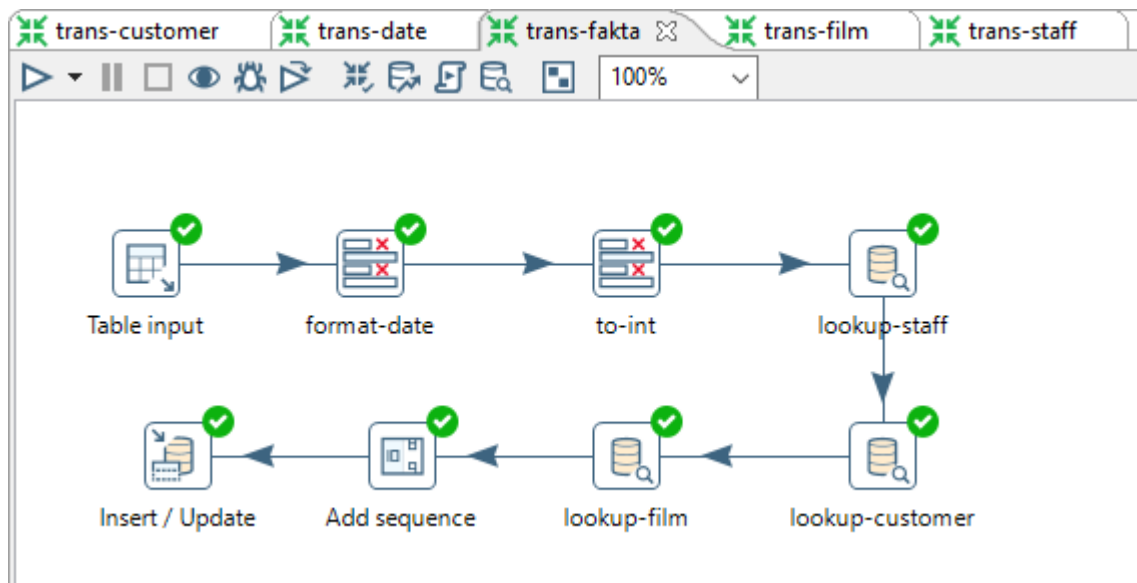 trans-customer
trans-date
trans-fakta
trans-film
trans-staff
100%
Table input
format-date
to-int
lookup-staff
Insert / Update
Add sequence
lookup-film
lookup-customer